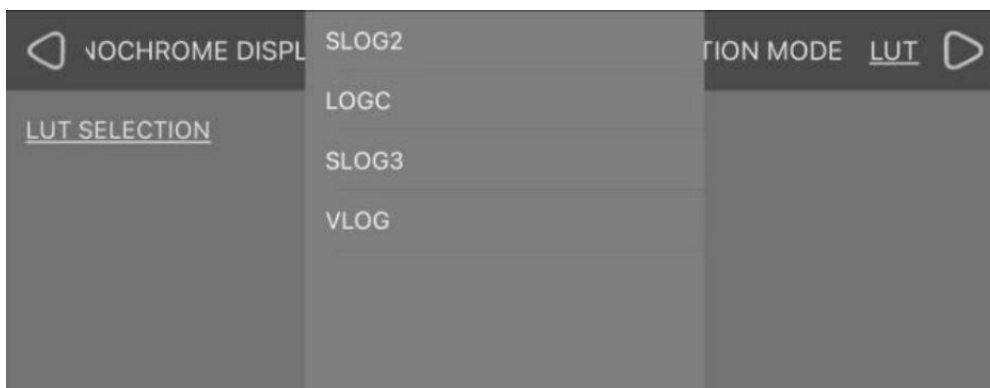 NOCHROME DISPL
TION MODE
LUT
LUT SELECTION
SLOG2
LOGC
SLOG3
VLOG